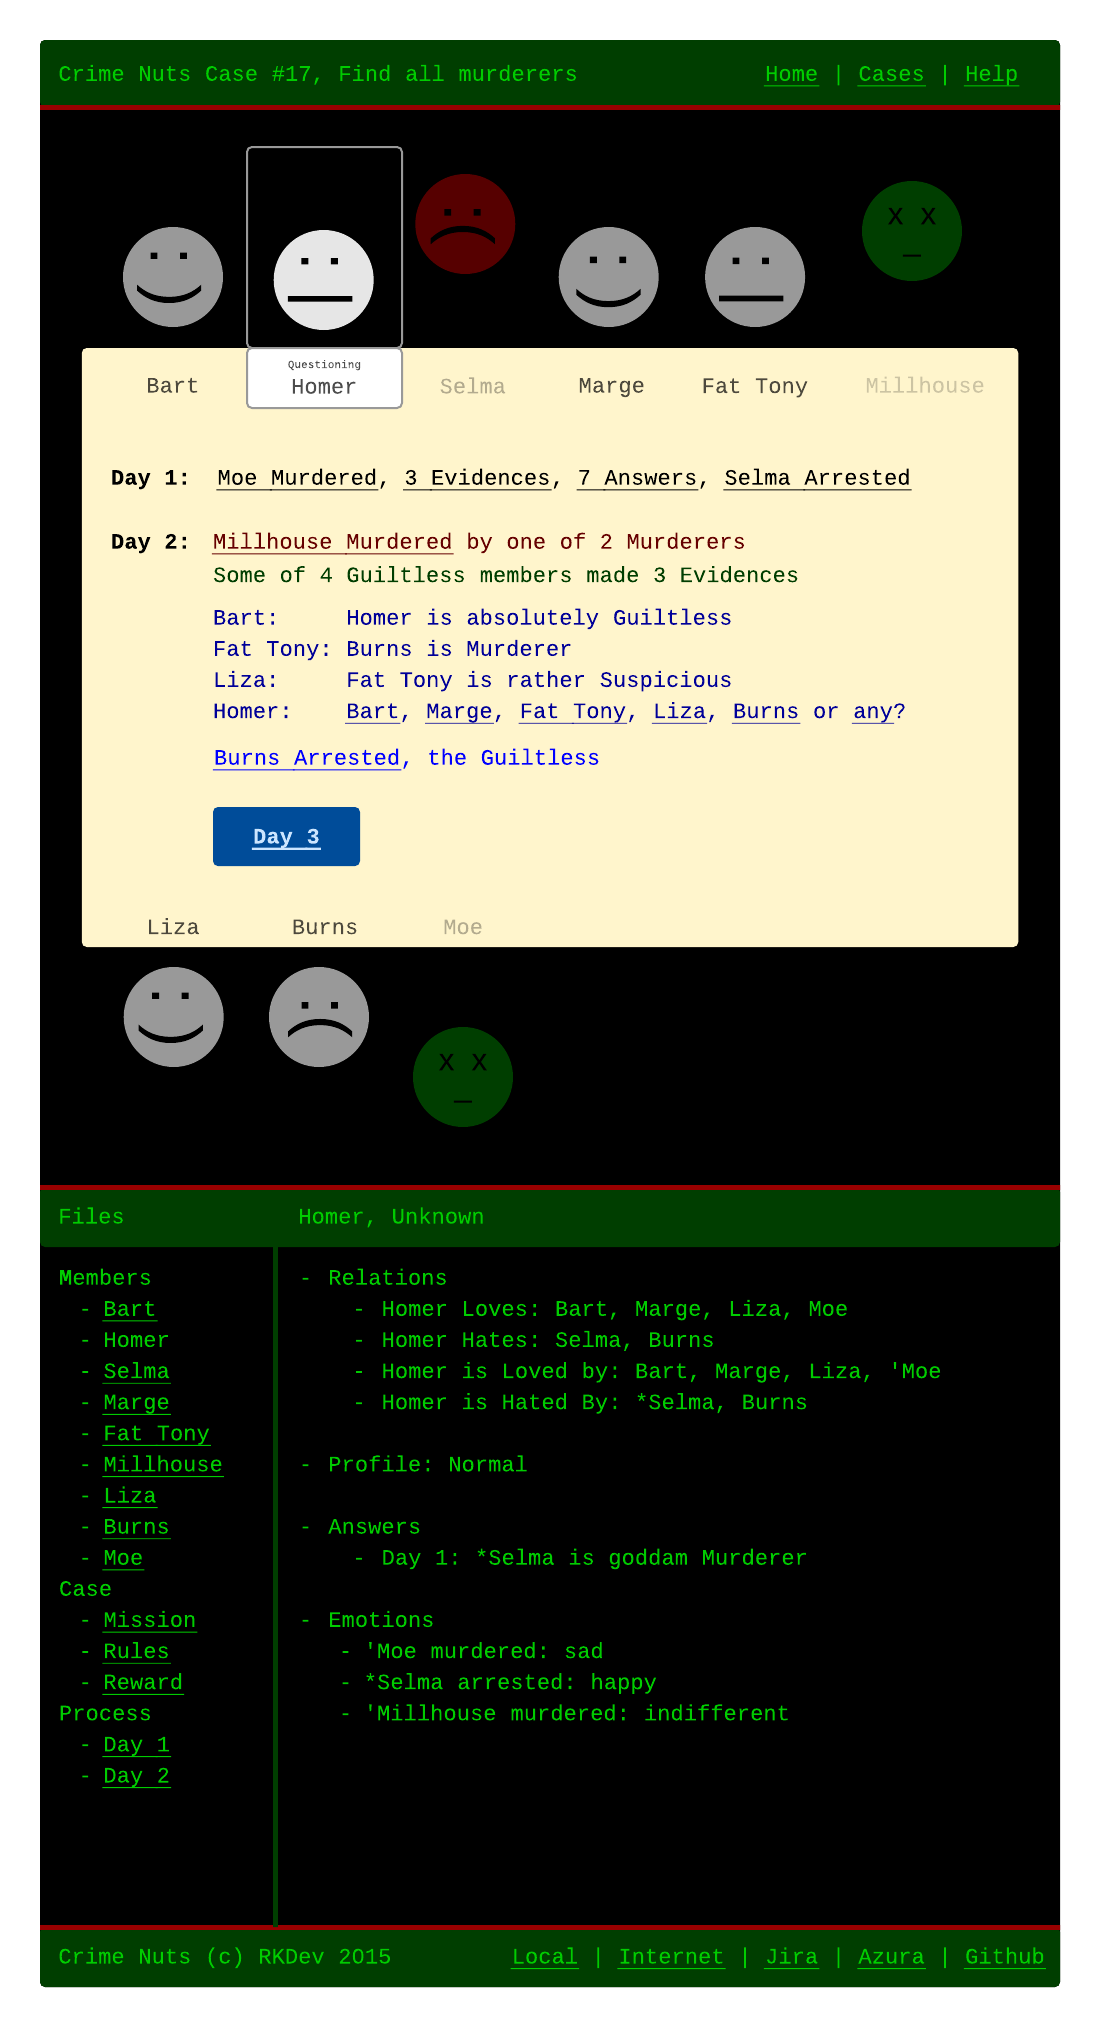 Crime Nuts Case #17, Find all murderers Home | Cases | Help
x x
_
Questioning
Bart Homer Selma Marge Fat Tony Millhouse
Day 1: Moe Murdered, 3 Evidences, 7 Answers, Selma Arrested
Day 2: Millhouse Murdered by one of 2 Murderers
Some of 4 Guiltless members made 3 Evidences
Bart: Homer is absolutely Guiltless
Fat Tony: Burns is Murderer
Liza: Fat Tony is rather Suspicious
Homer: Bart, Marge, Fat Tony, Liza, Burns or any?
Burns Arrested, the Guiltless
Day 3
Liza Burns Moe
x x
_
Files Homer, Unknown
Members - Relations
- Bart - Homer Loves: Bart, Marge, Liza, Moe
- Homer - Homer Hates: Selma, Burns
- Selma - Homer is Loved by: Bart, Marge, Liza, 'Moe
- Marge - Homer is Hated By: *Selma, Burns
- Fat Tony
- Millhouse - Profile: Normal
- Liza
- Burns - Answers
- Moe - Day 1: *Selma is goddam Murderer
Case
- Mission - Emotions
- Rules - 'Moe murdered: sad
- Reward - *Selma arrested: happy
Process - 'Millhouse murdered: indifferent
- Day 1
- Day 2
Crime Nuts (c) RKDev 2015 Local | Internet | Jira | Azura | Github